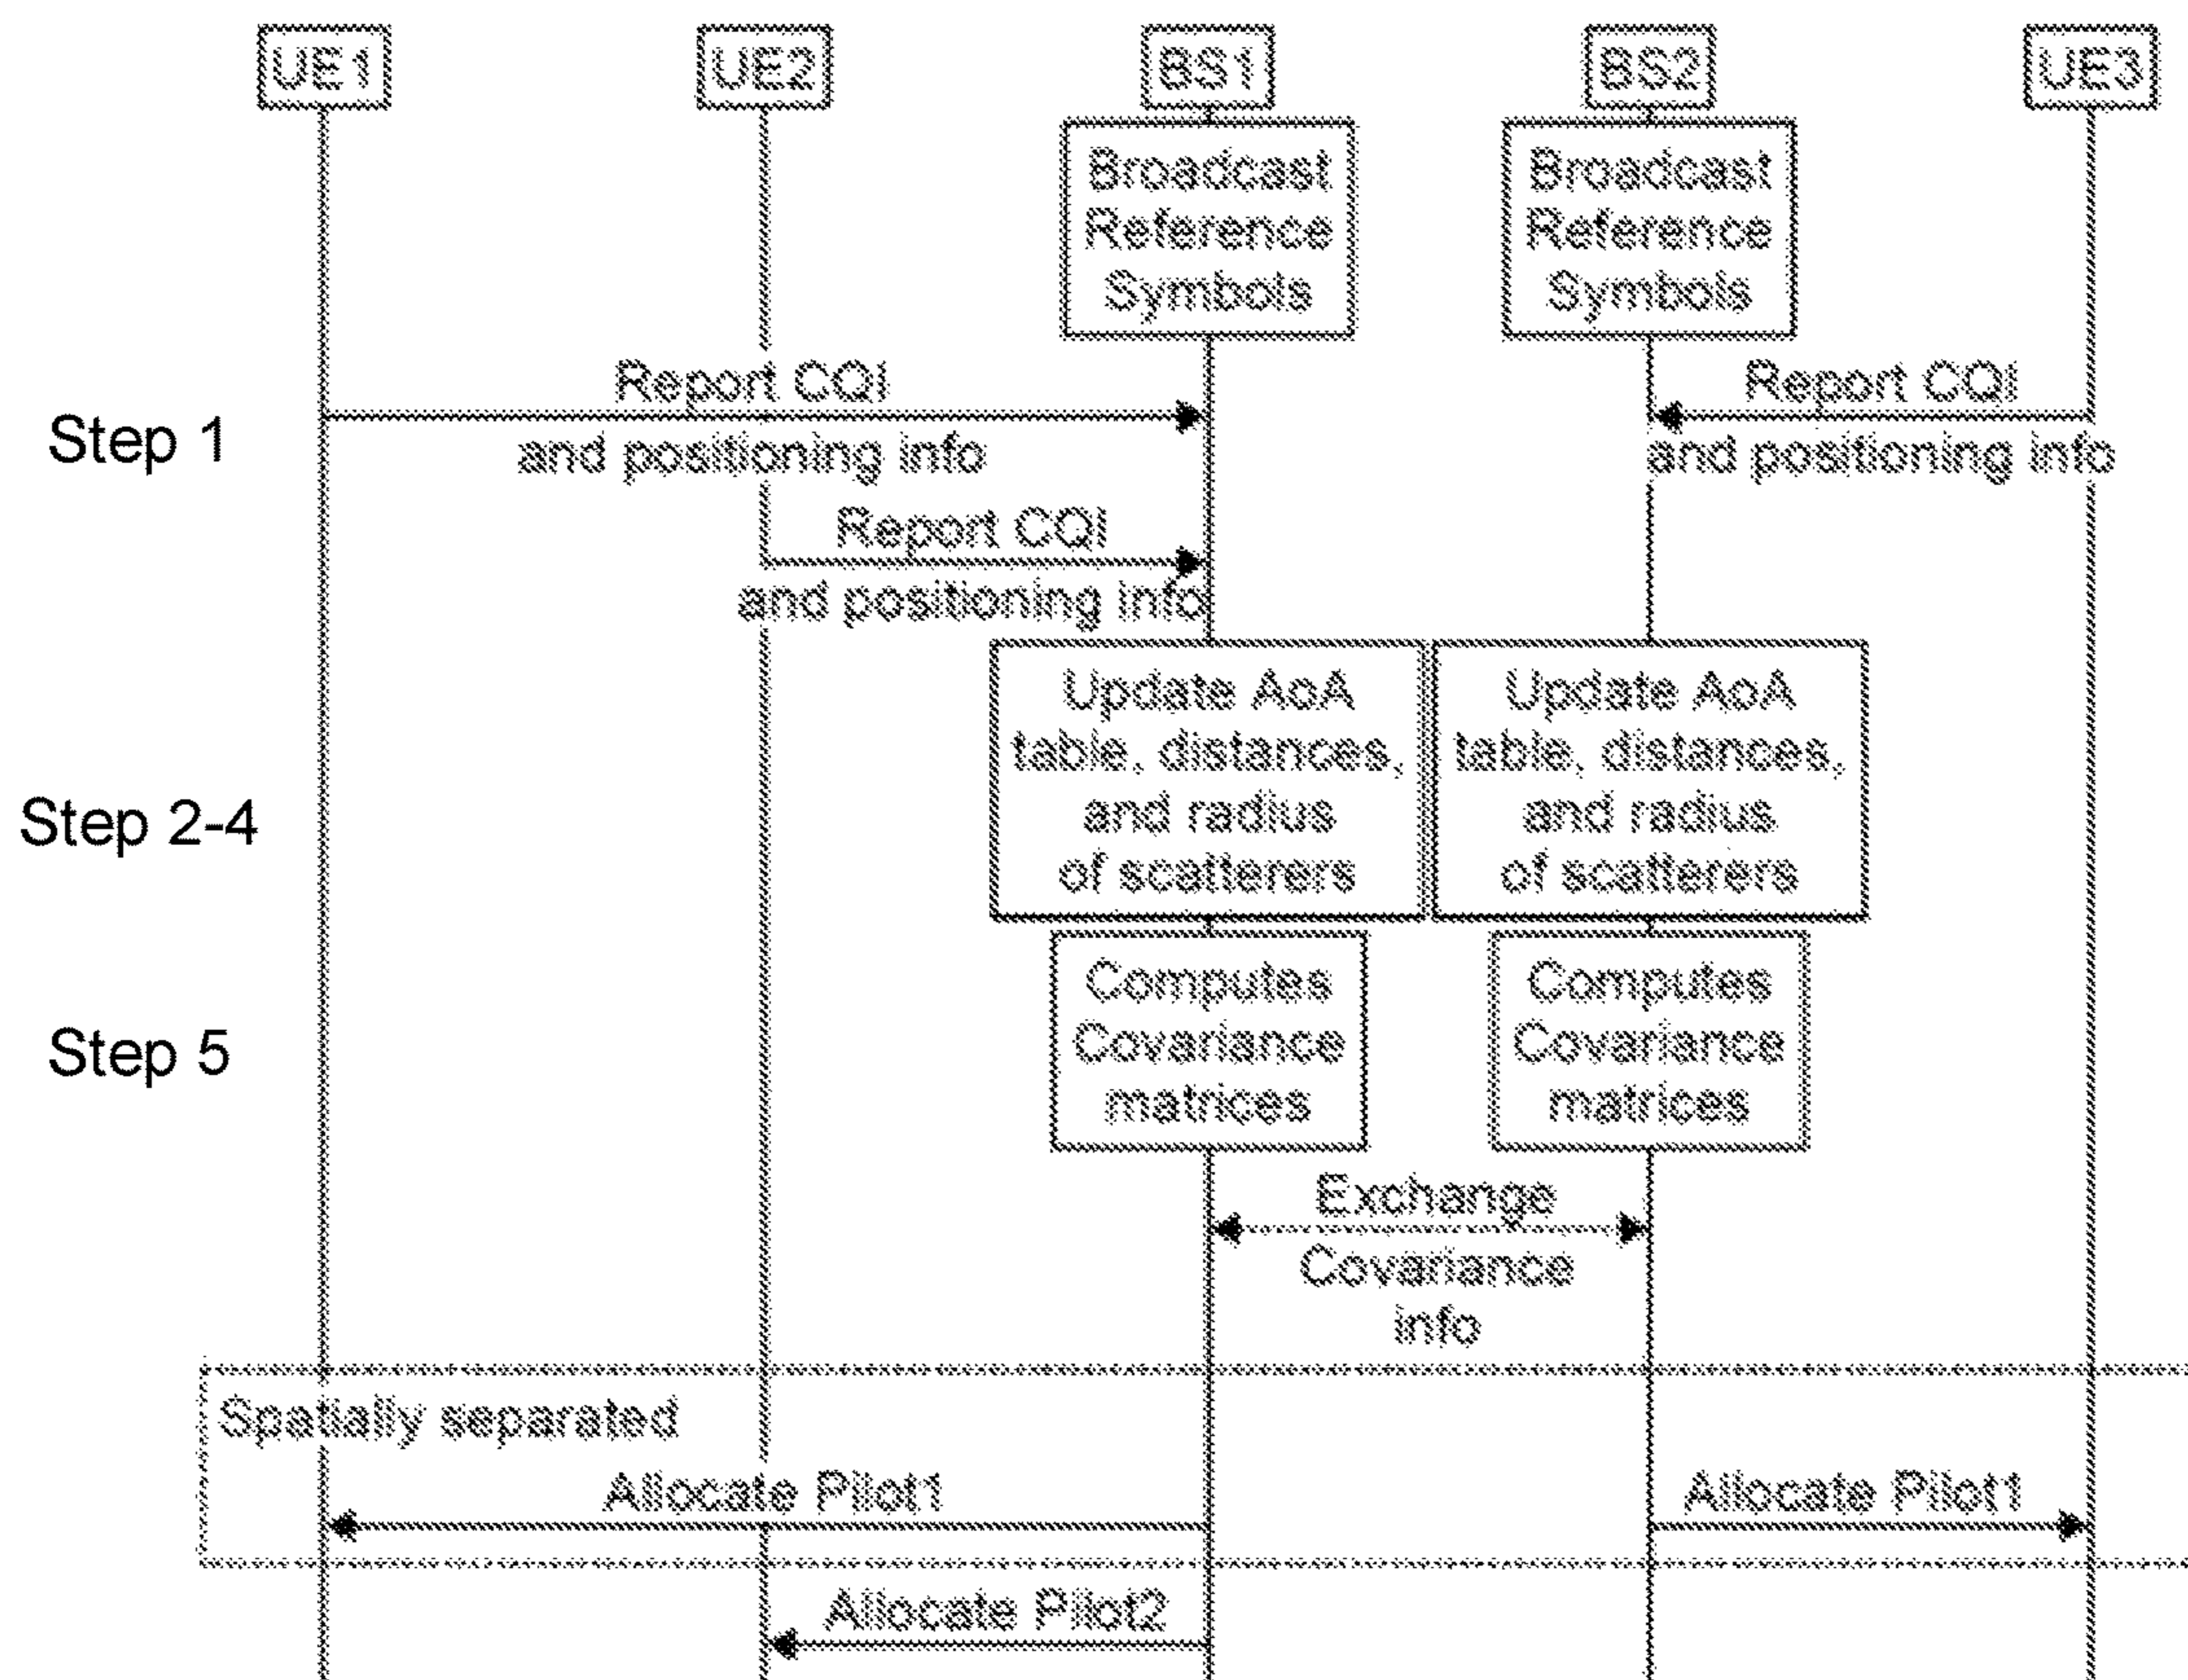 UE1
UE2
BS1
BS2
UE3
Broadcast
Reference
Symbols
Broadcast
Reference
Symbols
Step 1
Report CQI
and positioning info
Report CQI
and positioning info
Report CQI
and positioning info
Step 2-4
Update AoA
table, distances,
and radius
of scatterers
Update AoA
table, distances,
and radius
of scatterers
Step 5
Computes
Covariance
matrices
Computes
Covariance
matrices
Exchange
Covariance
info
Spatially separated
Allocate Pilot1
Allocate Pilot1
Allocate Pilot2